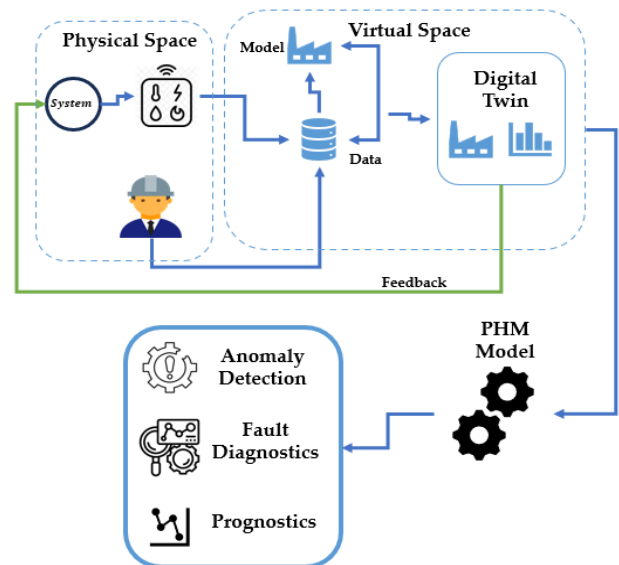 Physical Space
Virtual Space
Model
System
Digital
Twin
Data
Feedback
PHM
Model
Anomaly
Detection
Fault
Diagnostics
Prognostics